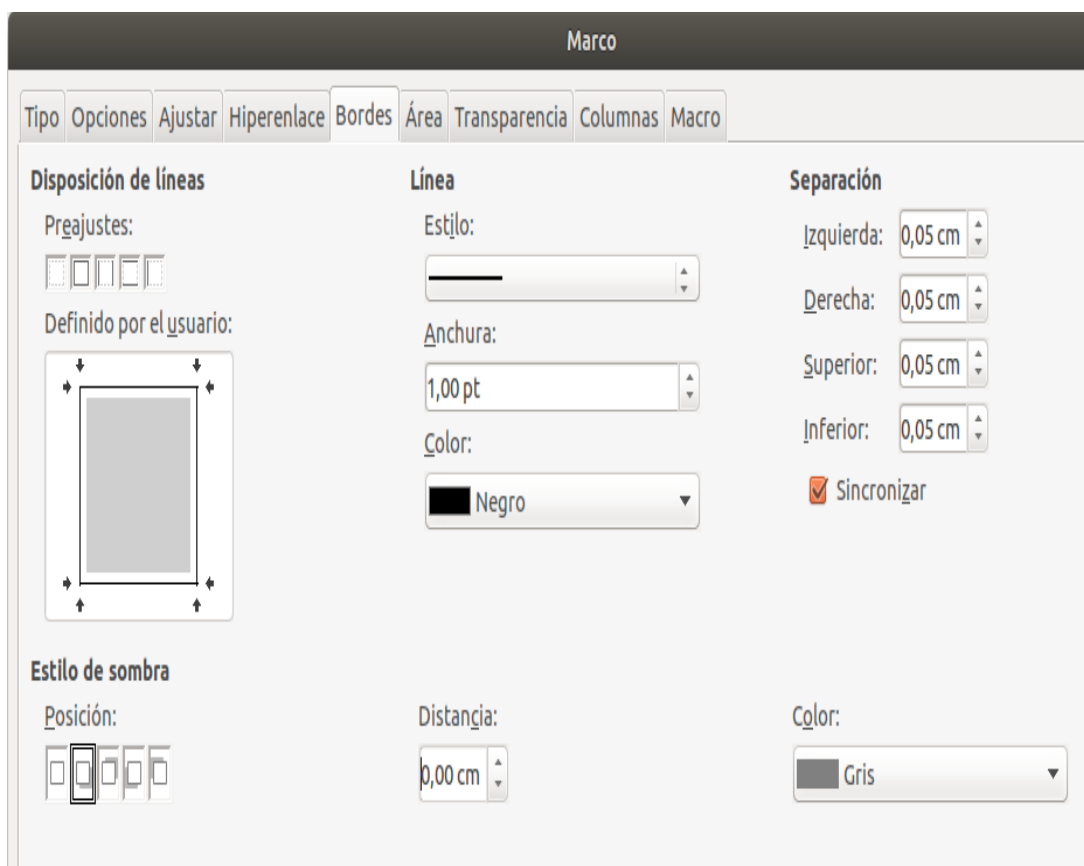 Marco
Tipo Opciones Ajustar Hiperenlace Bordes Área Transparencia Columnas Macro
Disposición de líneas
Preajustes:
Definido por el usuario:
Línea
Estilo:
Anchura:
1,00 pt
Color:
Negro
Separación
Izquierda: 0,05 cm
Derecha: 0,05 cm
Superior: 0,05 cm
Inferior: 0,05 cm
Sincronizar
Estilo de sombra
Posición:
Distancia:
0,00 cm
Color:
Gris